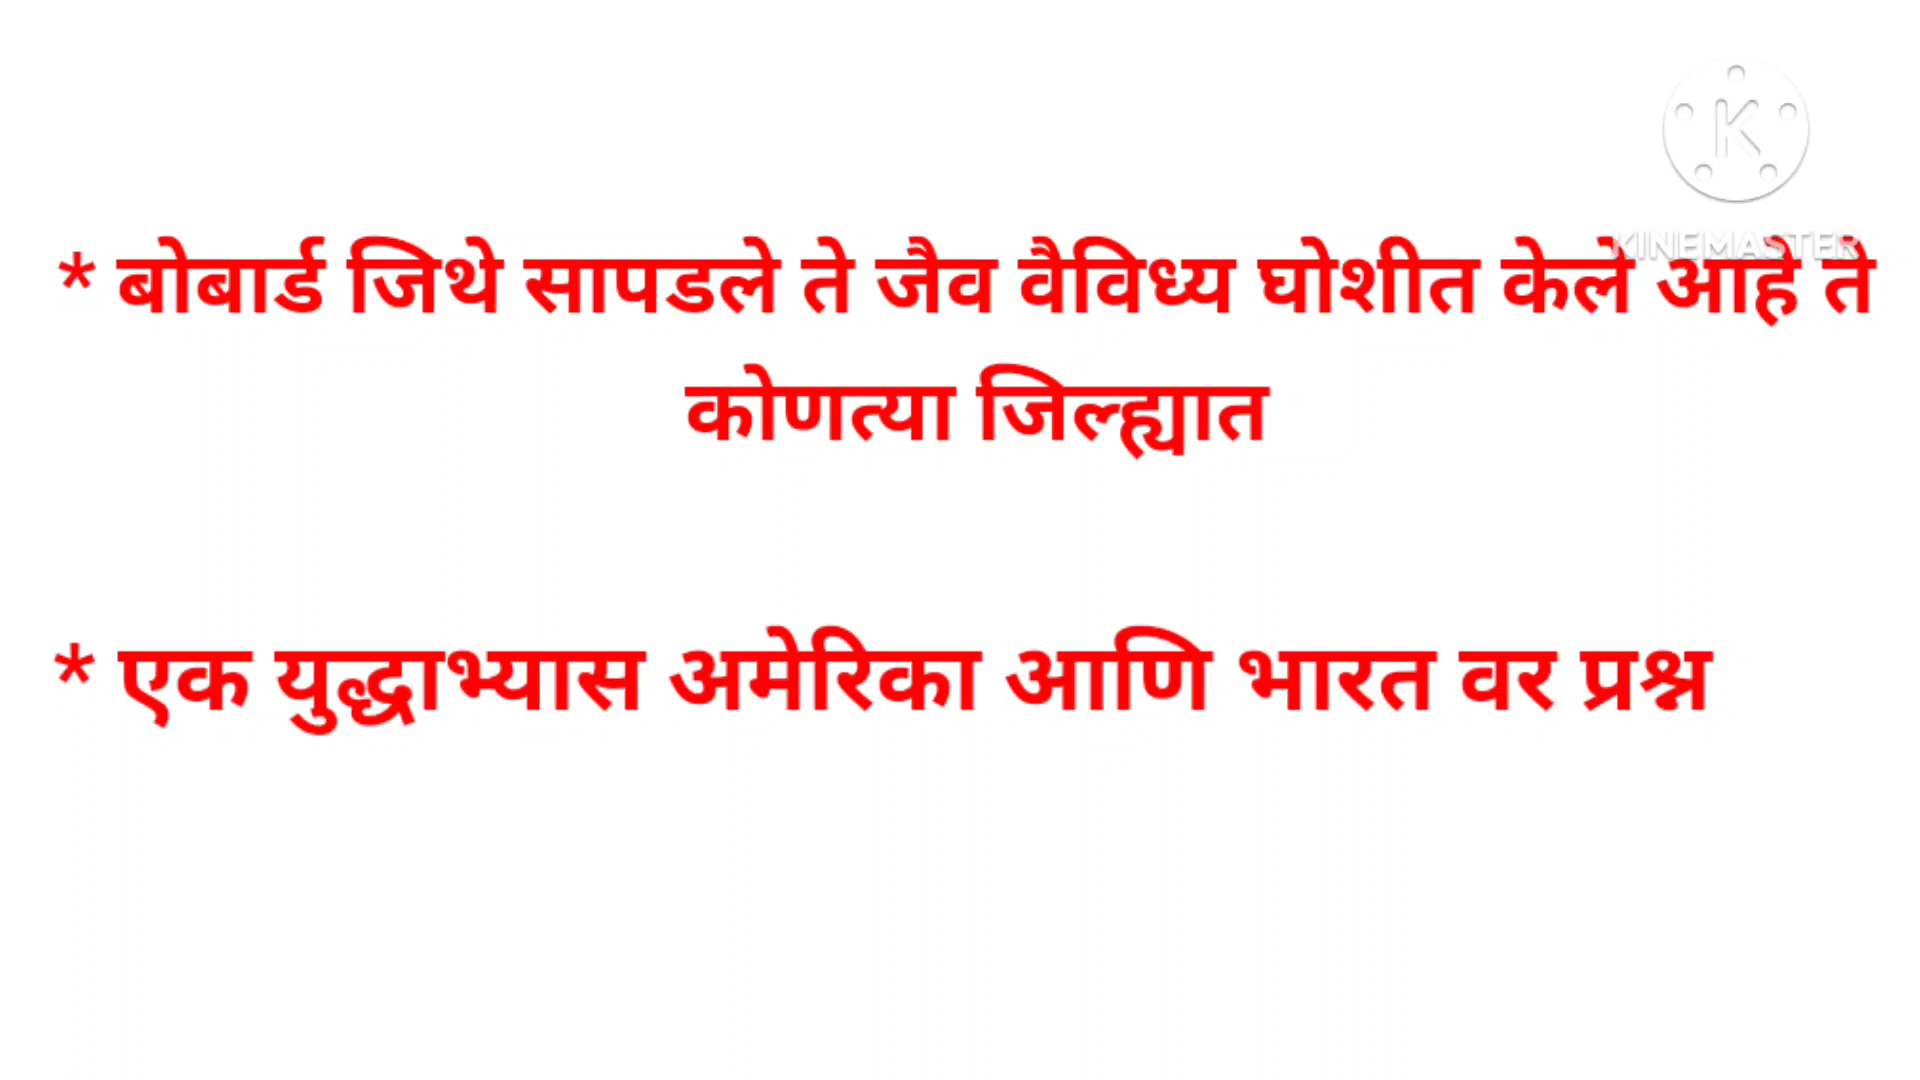 K
KINEMASTER
* बोबार्ड जिथे सापडले ते जैव वैविध्य घोशीत केले आहे ते
कोणत्या जिल्ह्यात
* एक युद्धाभ्यास अमेरिका आणि भारत वर प्रश्न